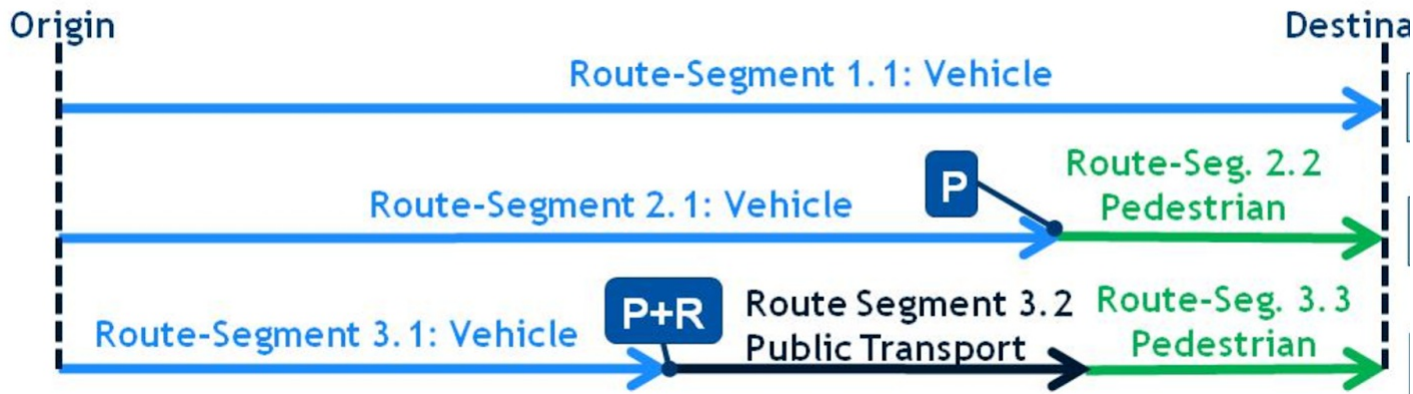 Origin
Destina
Route-Segment 1.1: Vehicle
P
Route-Seg. 2.2
Pedestrian
Route-Segment 2.1: Vehicle
P+R
Route Segment 3.2
Public Transport
Route-Seg. 3.3
Pedestrian
Route-Segment 3.1: Vehicle